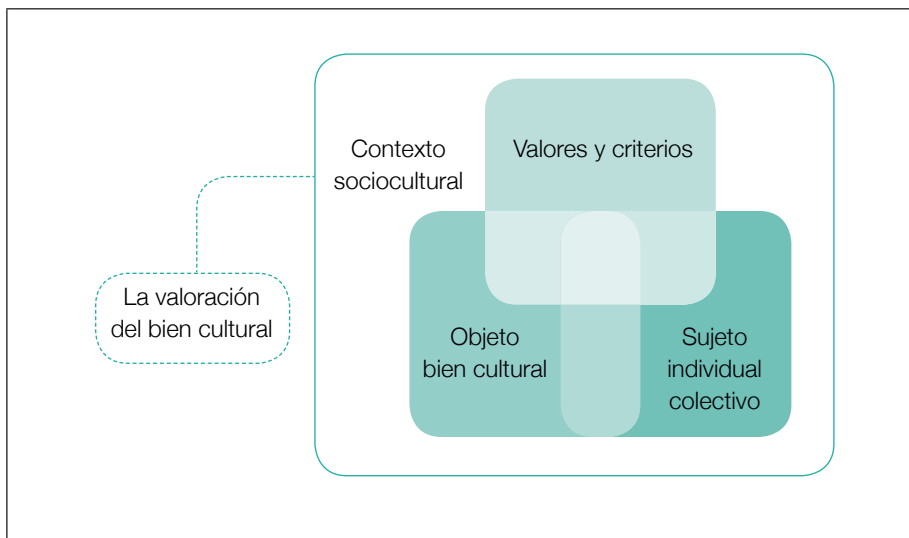 Contexto
sociocultural
Valores y criterios
La valoración
del bien cultural
Objeto
bien cultural
Sujeto
individual
colectivo